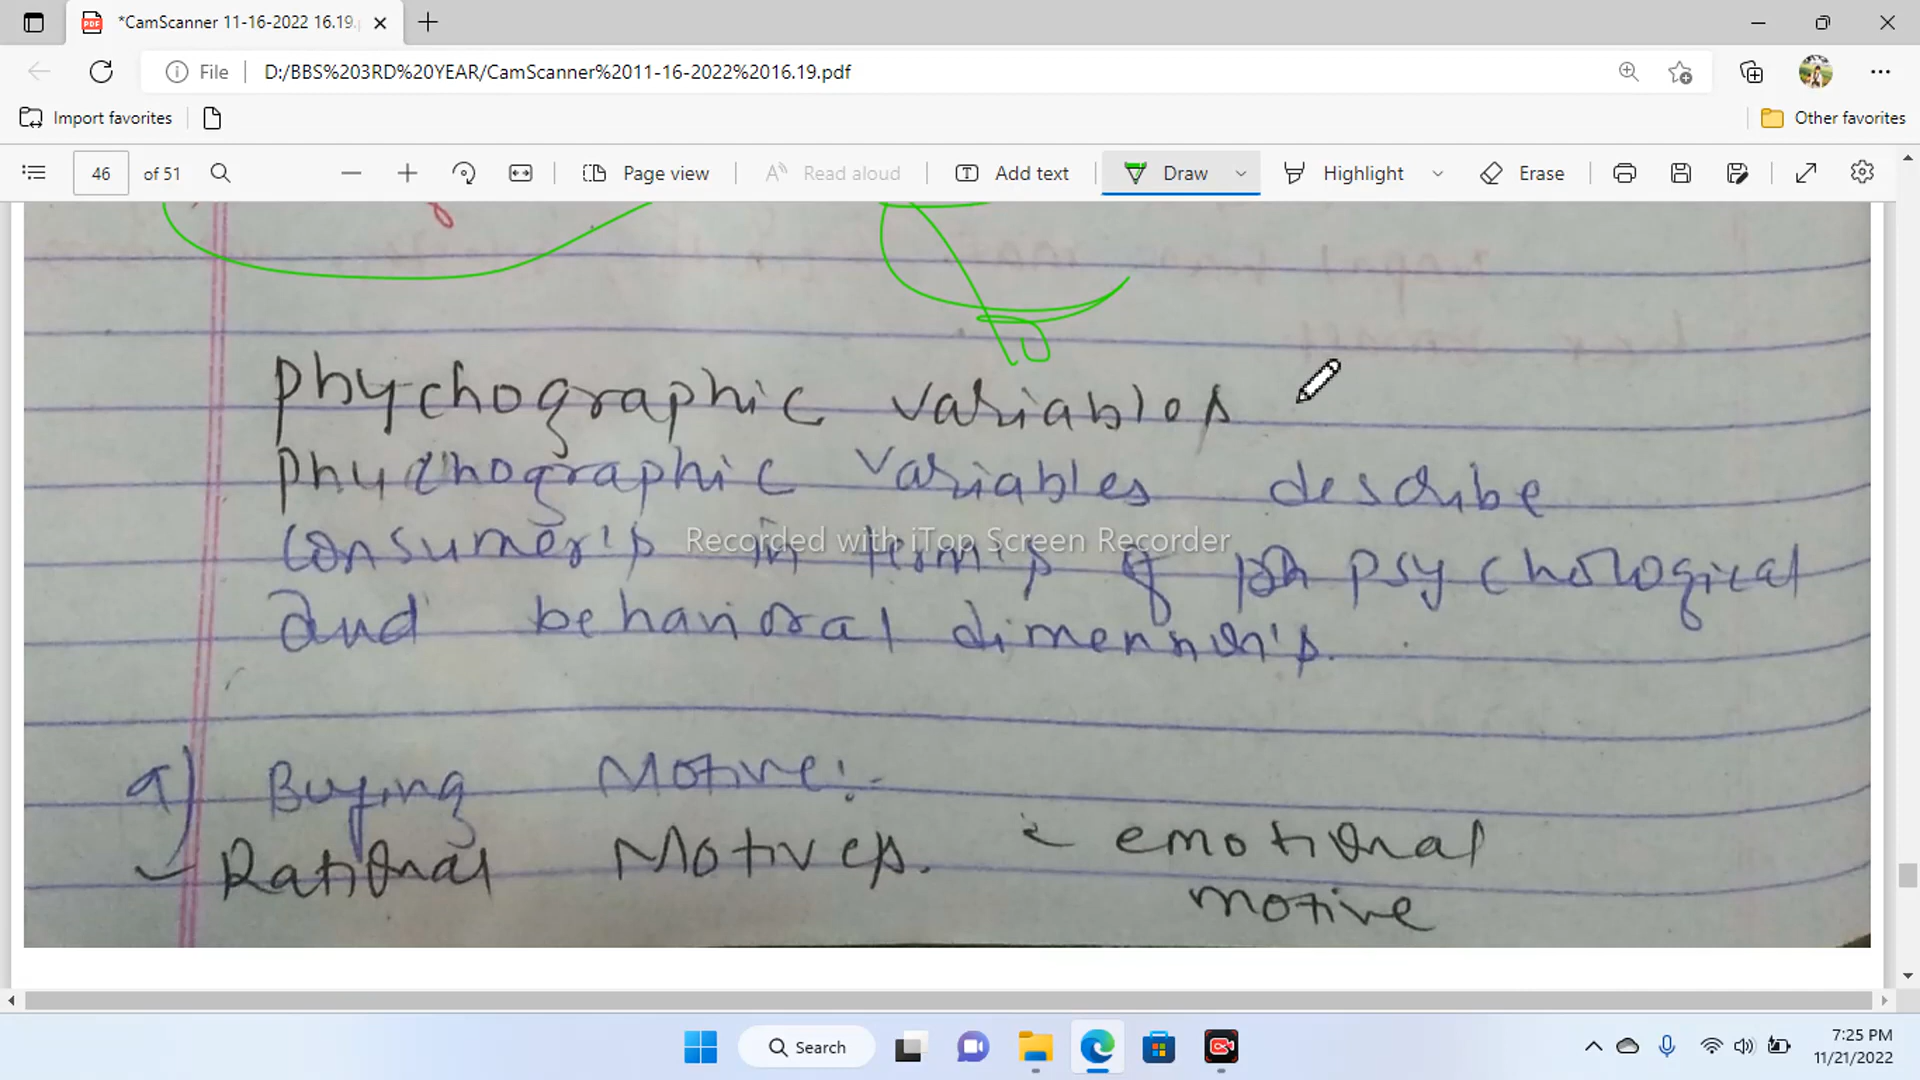 *CamScanner 11-16-2022 16.19.
File
D:/BBS%203RD%20YEAR/CamScanner%2011-16-2022%2016.19.pdf
Import favorites
Other favorites
46 of 51
Page view
Read aloud
Add text
Draw
Highlight
Erase
Phychographic variables
Phychographic variables describe
consumer's in term's of psychological
and behavioral dimension's.
Recorded with iTop Screen Recorder
a) Buying Motive:-
Rational Motives. emotional
motive
Search
7:25 PM
11/21/2022